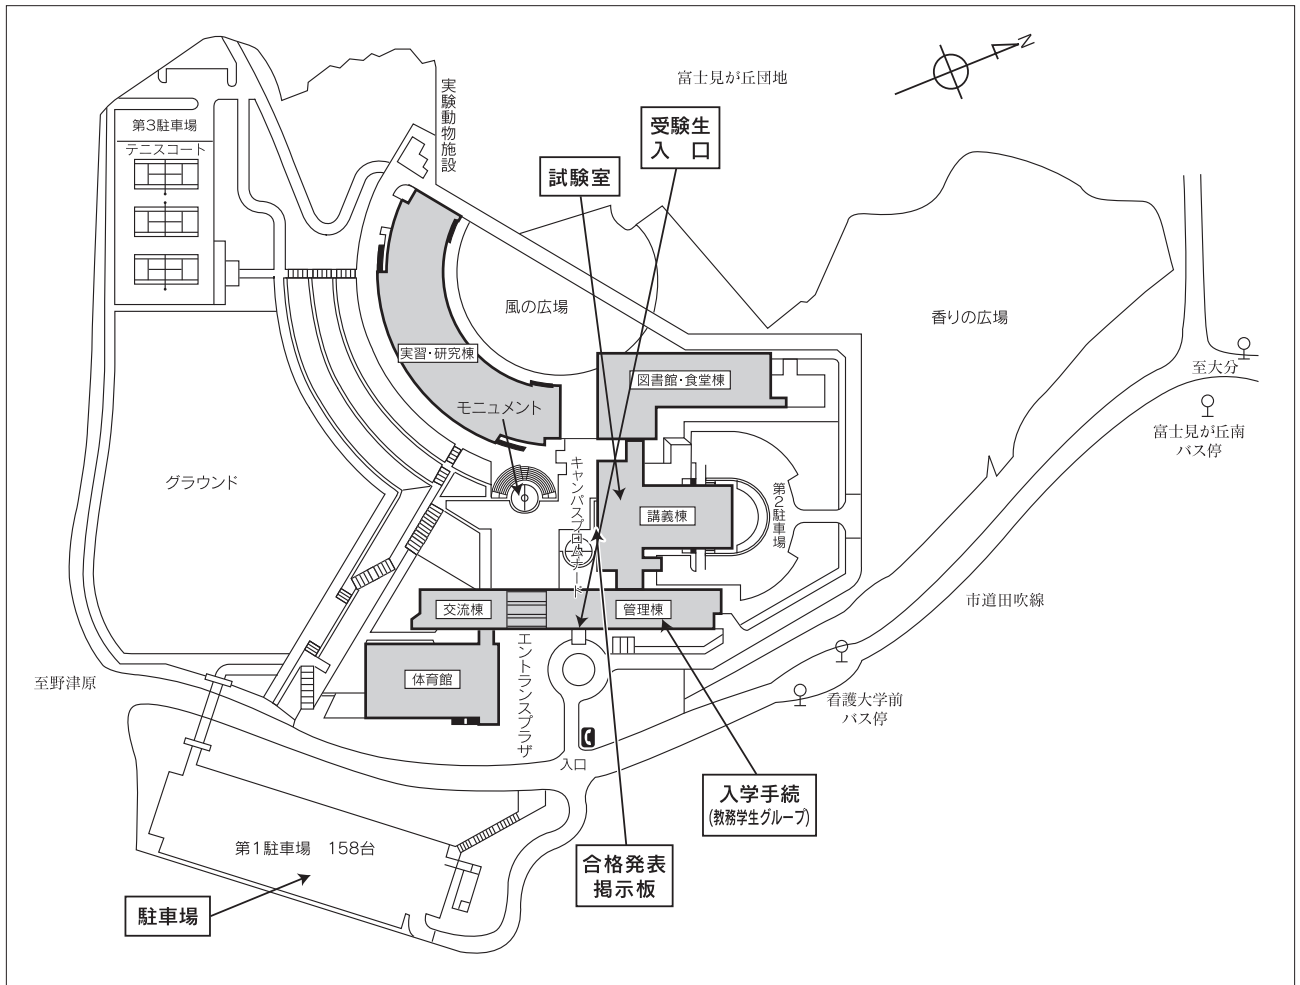 N
富士見が丘団地
実験動物施設
受験生
入　口
試験室
第3駐車場
テニスコート
風の広場
香りの広場
実習・研究棟
図書館・食堂棟
至大分
モニュメント
富士見が丘南
バス停
グラウンド
キャンパスプロムナード
講義棟
第2駐車場
交流棟
管理棟
市道田吹線
エントランスプラザ
至野津原
体育館
看護大学前
バス停
入口
入学手続
(教務学生グループ)
第1駐車場　158台
合格発表
掲示板
駐車場